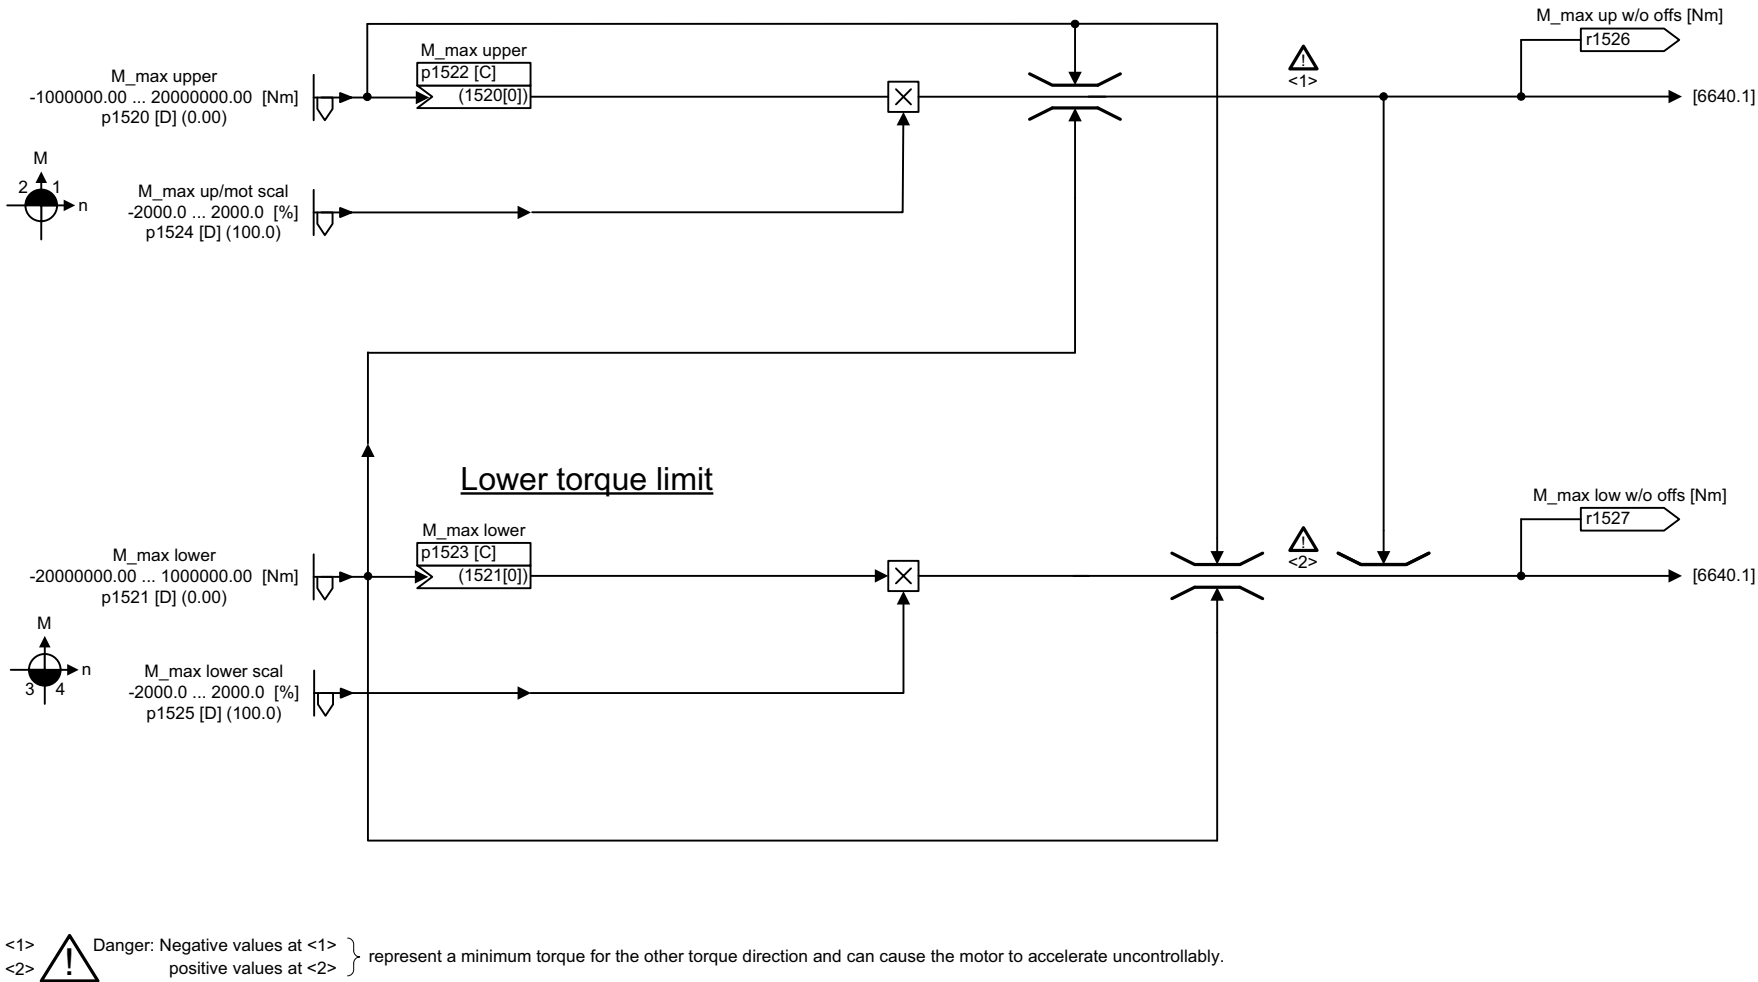 M_max up w/o offs [Nm]
r1526
M_max upper
p1522 [C]
(1520[0])
M_max upper
-1000000.00 ... 20000000.00 [Nm]
p1520 [D] (0.00)
<1>
[6640.1]
M
2 1
n
M_max up/mot scal
-2000.0 ... 2000.0 [%]
p1524 [D] (100.0)
Lower torque limit
M_max low w/o offs [Nm]
r1527
M_max lower
p1523 [C]
(1521[0])
M_max lower
-20000000.00 ... 1000000.00 [Nm]
p1521 [D] (0.00)
<2>
[6640.1]
M
n
3 4
M_max lower scal
-2000.0 ... 2000.0 [%]
p1525 [D] (100.0)
<1> Danger: Negative values at <1>
<2> ! positive values at <2>
represent a minimum torque for the other torque direction and can cause the motor to accelerate uncontrollably.